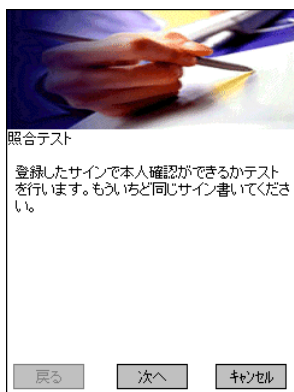 照合テスト
登録したサインで本人確認ができるかテスト
を行います。もういちど同じサイン書いてくださ
い。
戻る
次へ
キャンセル